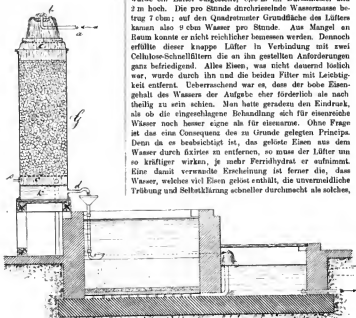 2 m hoch. Die pro Stunde durchrieselnde Wassermasse be-
trug 7 cbm; auf den Quadratmeter Grundfläche des Lüfters
kamen also 9 cbm Wasser pro Stunde. Aus Mangel an
Raum konnte er nicht reichlicher bemessen werden. Dennoch
erfüllte dieser knappe Lüfter in Verbindung mit zwei
Cellulose-Schnellfiltern die an ihn gestellten Anforderungen
ganz befriedigend. Alles Eisen, was nicht dauernd löslich
war, wurde durch ihn und die beiden Filter mit Leichtig-
keit entfernt. Ueberraschend war es, dass der hohe Eisen-
gehalt des Wassers der Aufgabe eher förderlich als nach-
theilig zu sein schien. Man hatte geradezu den Eindruck,
als ob die eingeschlagene Behandlung sich für eisenreiche
Wässer noch besser eigne als für eisenarme. Ohne Frage
ist das eine Consequenz des zu Grunde gelegten Princips.
Denn da es beabsichtigt ist, das gelöste Eisen aus dem
Wasser durch fixirtes zu entfernen, so muss der Lüfter um
so kräftiger wirken, je mehr Ferrihydrat er aufnimmt.
Eine damit verwandte Erscheinung ist ferner die, dass
Wasser, welches viel Eisen gelöst enthält, die unvermeidliche
Trübung und Selbstklärung schneller durchmacht als solches,
b
a
d